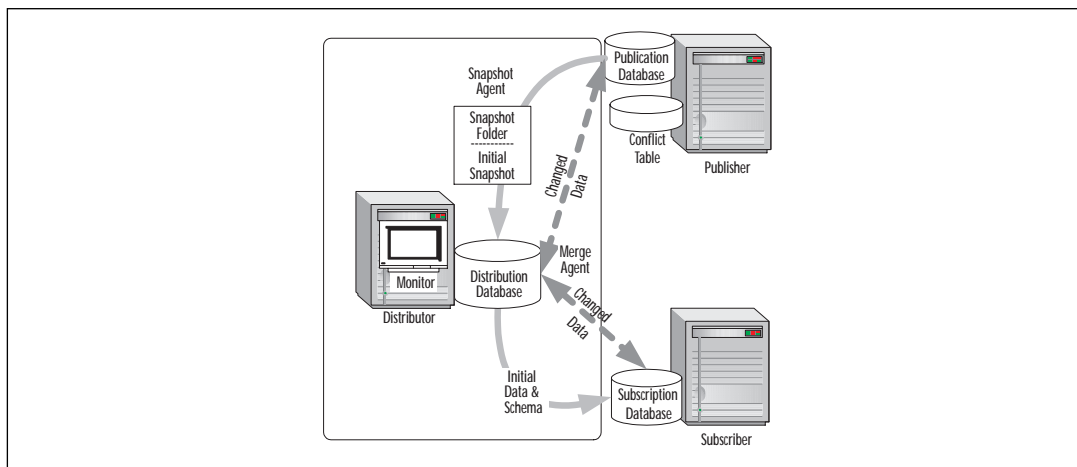 Publication
Database
Snapshot
Agent
Snapshot
Folder
Initial
Snapshot
Conflict
Table
Publisher
Changed
Data
Merge
Agent
Monitor
Distribution
Database
Distributor
Changed
Data
Initial
Data &
Schema
Subscription
Database
Subscriber